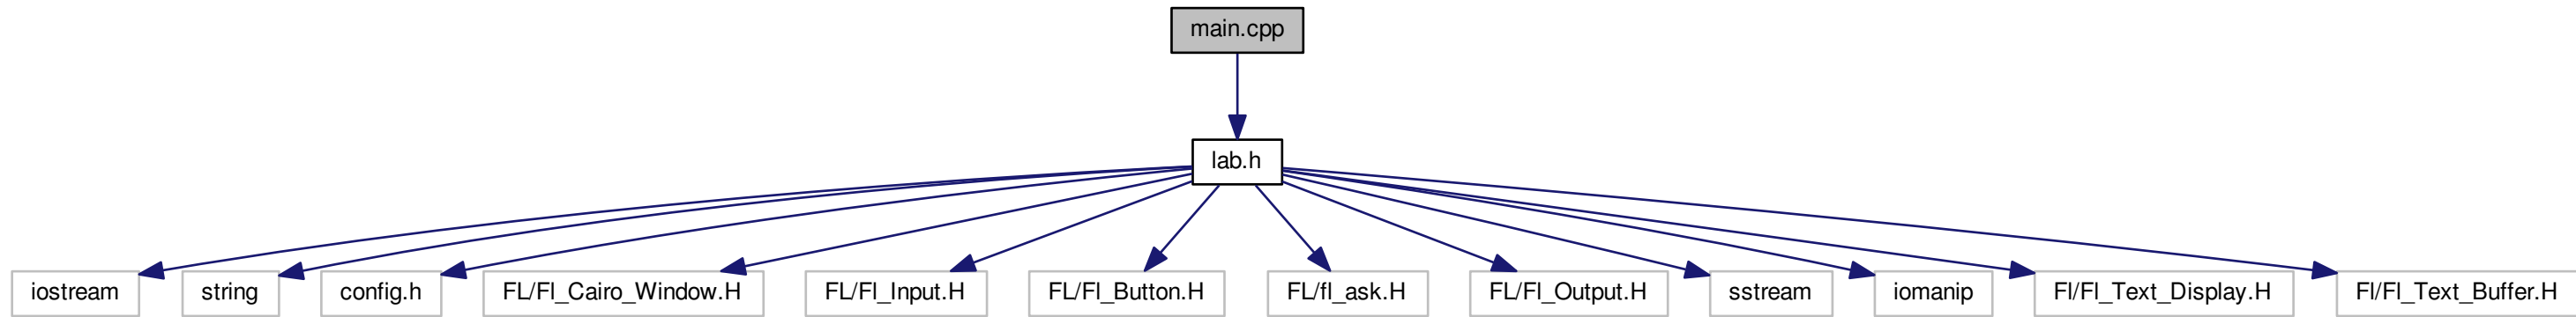 main.cpp
lab.h
iostream
string
config.h
FL/Fl_Cairo_Window.H
FL/Fl_Input.H
FL/Fl_Button.H
FL/fl_ask.H
FL/Fl_Output.H
sstream
iomanip
Fl/Fl_Text_Display.H
Fl/Fl_Text_Buffer.H